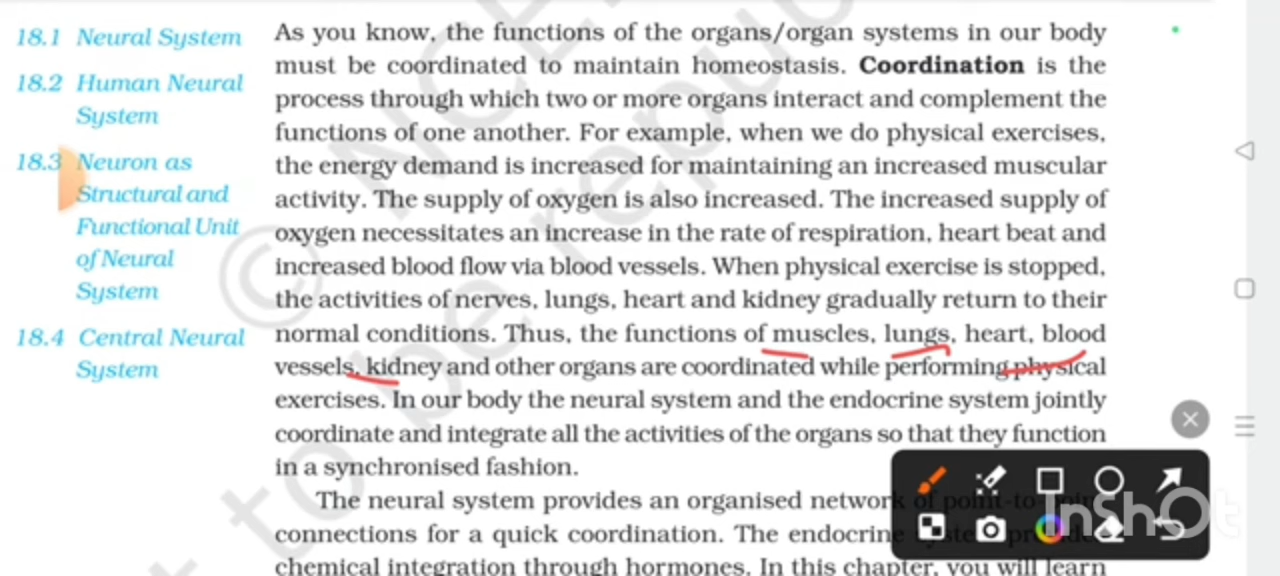 18.1 Neural System
18.2 Human Neural
System
18.3 Neuron as
Structural and
Functional Unit
of Neural
System
18.4 Central Neural
System
As you know, the functions of the organs/organ systems in our body
must be coordinated to maintain homeostasis. Coordination is the
process through which two or more organs interact and complement the
functions of one another. For example, when we do physical exercises,
the energy demand is increased for maintaining an increased muscular
activity. The supply of oxygen is also increased. The increased supply of
oxygen necessitates an increase in the rate of respiration, heart beat and
increased blood flow via blood vessels. When physical exercise is stopped,
the activities of nerves, lungs, heart and kidney gradually return to their
normal conditions. Thus, the functions of muscles, lungs, heart, blood
vessels, kidney and other organs are coordinated while performing physical
exercises. In our body the neural system and the endocrine system jointly
coordinate and integrate all the activities of the organs so that they function
in a synchronised fashion.
The neural system provides an organised network of point-to-
connections for a quick coordination. The endocrine
chemical integration through hormones. In this chapter, you will learn
© NC
to be repu
InShOt